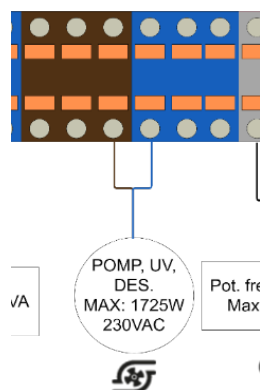 POMP, UV,
DES.
MAX: 1725W
230VAC
VA
Pot. fre
Max